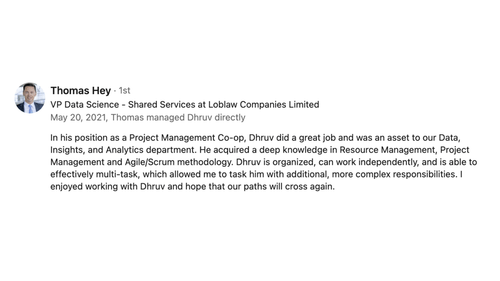 Thomas Hey · 1st
VP Data Science - Shared Services at Loblaw Companies Limited
May 20, 2021, Thomas managed Dhruv directly
In his position as a Project Management Co-op, Dhruv did a great job and was an asset to our Data,
Insights, and Analytics department. He acquired a deep knowledge in Resource Management, Project
Management and Agile/Scrum methodology. Dhruv is organized, can work independently, and is able to
effectively multi-task, which allowed me to task him with additional, more complex responsibilities. I
enjoyed working with Dhruv and hope that our paths will cross again.